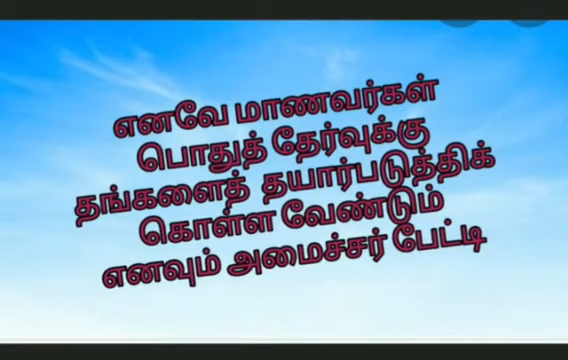 எனவே மாணவர்கள்
பொதுத் தேர்வுக்கு
தங்களைத் தயார்படுத்திக்
கொள்ள வேண்டும்
எனவும் அமைச்சர் பேட்டி